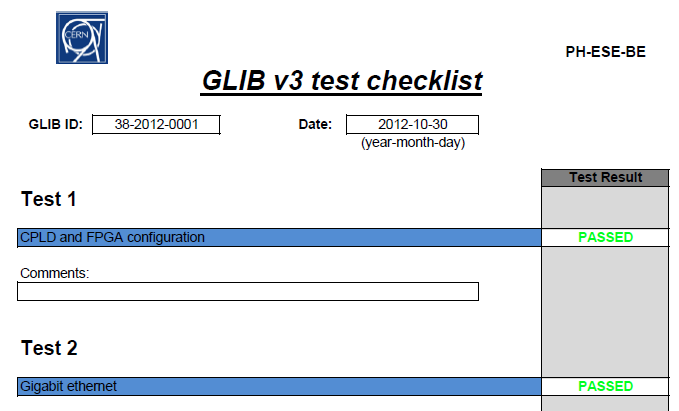 CERN
PH-ESE-BE
GLIB v3 test checklist
GLIB ID: 38-2012-0001 Date: 2012-10-30
(year-month-day)
Test Result
Test 1
CPLD and FPGA configuration PASSED
Comments:
Test 2
Gigabit ethernet PASSED